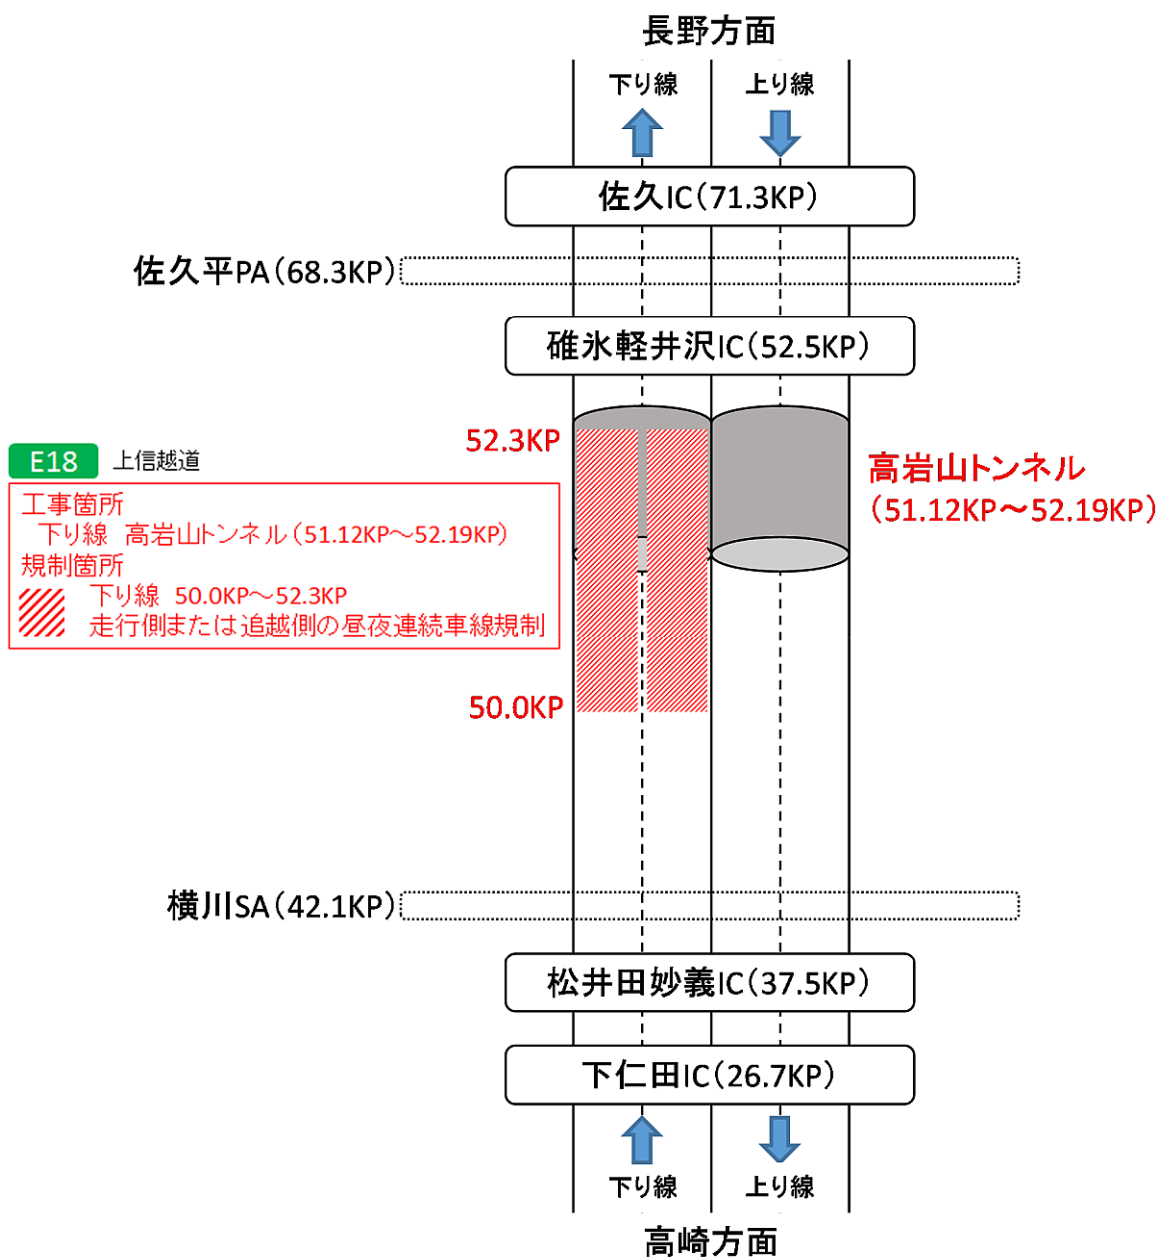 長野方面
下り線
上り線
佐久IC(71.3KP)
佐久平PA(68.3KP)
碓氷軽井沢IC(52.5KP)
52.3KP
E18 上信越道
工事箇所
下り線 高岩山トンネル(51.12KP～52.19KP)
規制箇所
下り線 50.0KP～52.3KP
走行側または追越側の昼夜連続車線規制
高岩山トンネル
(51.12KP～52.19KP)
50.0KP
横川SA(42.1KP)
松井田妙義IC(37.5KP)
下仁田IC(26.7KP)
下り線
上り線
高崎方面